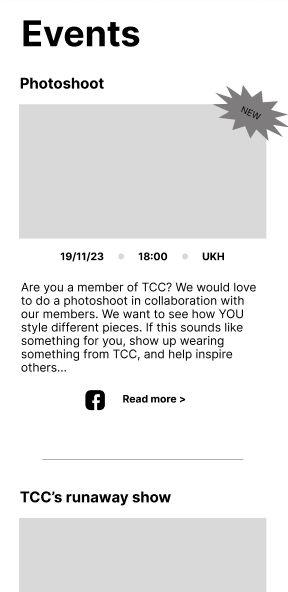 Events
Photoshoot
NEW
19/11/23 18:00 UKH
Are you a member of TCC? We would love
to do a photoshoot in collaboration with
our members. We want to see how YOU
style different pieces. If this sounds like
something for you, show up wearing
something from TCC, and help inspire
others...
Read more >
TCC’s runaway show